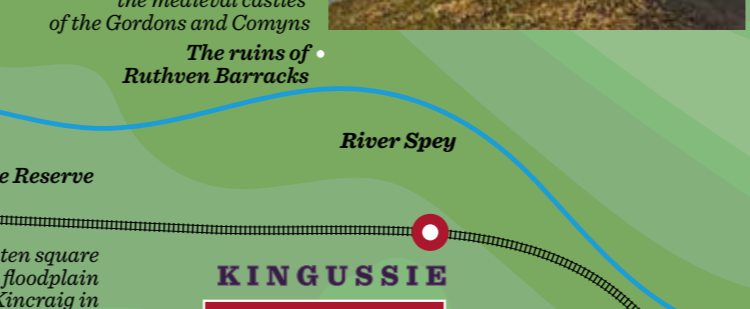 the medieval castles
of the Gordons and Comyns
The ruins of
Ruthven Barracks
River Spey
e Reserve
ten square
floodplain
Kincraig in
KINGUSSIE